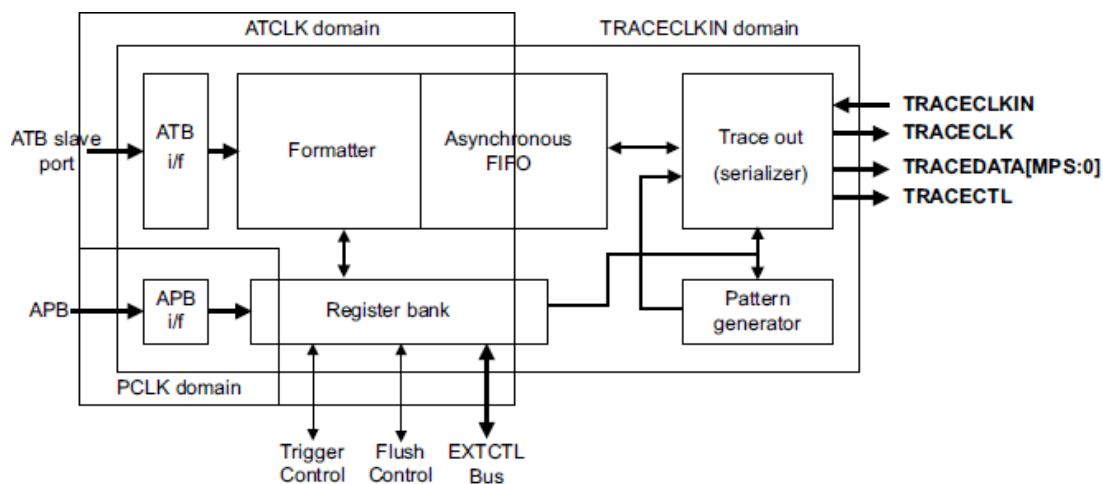 ATCLK domain
TRACECLKIN domain
ATB slave
port
ATB
i/f
Formatter
Asynchronous
FIFO
Trace out
(serializer)
TRACECLKIN
TRACECLK
TRACEDATA[MPS:0]
TRACECTL
APB
APB
i/f
Register bank
Pattern
generator
PCLK domain
Trigger
Control
Flush
Control
EXTCTL
Bus